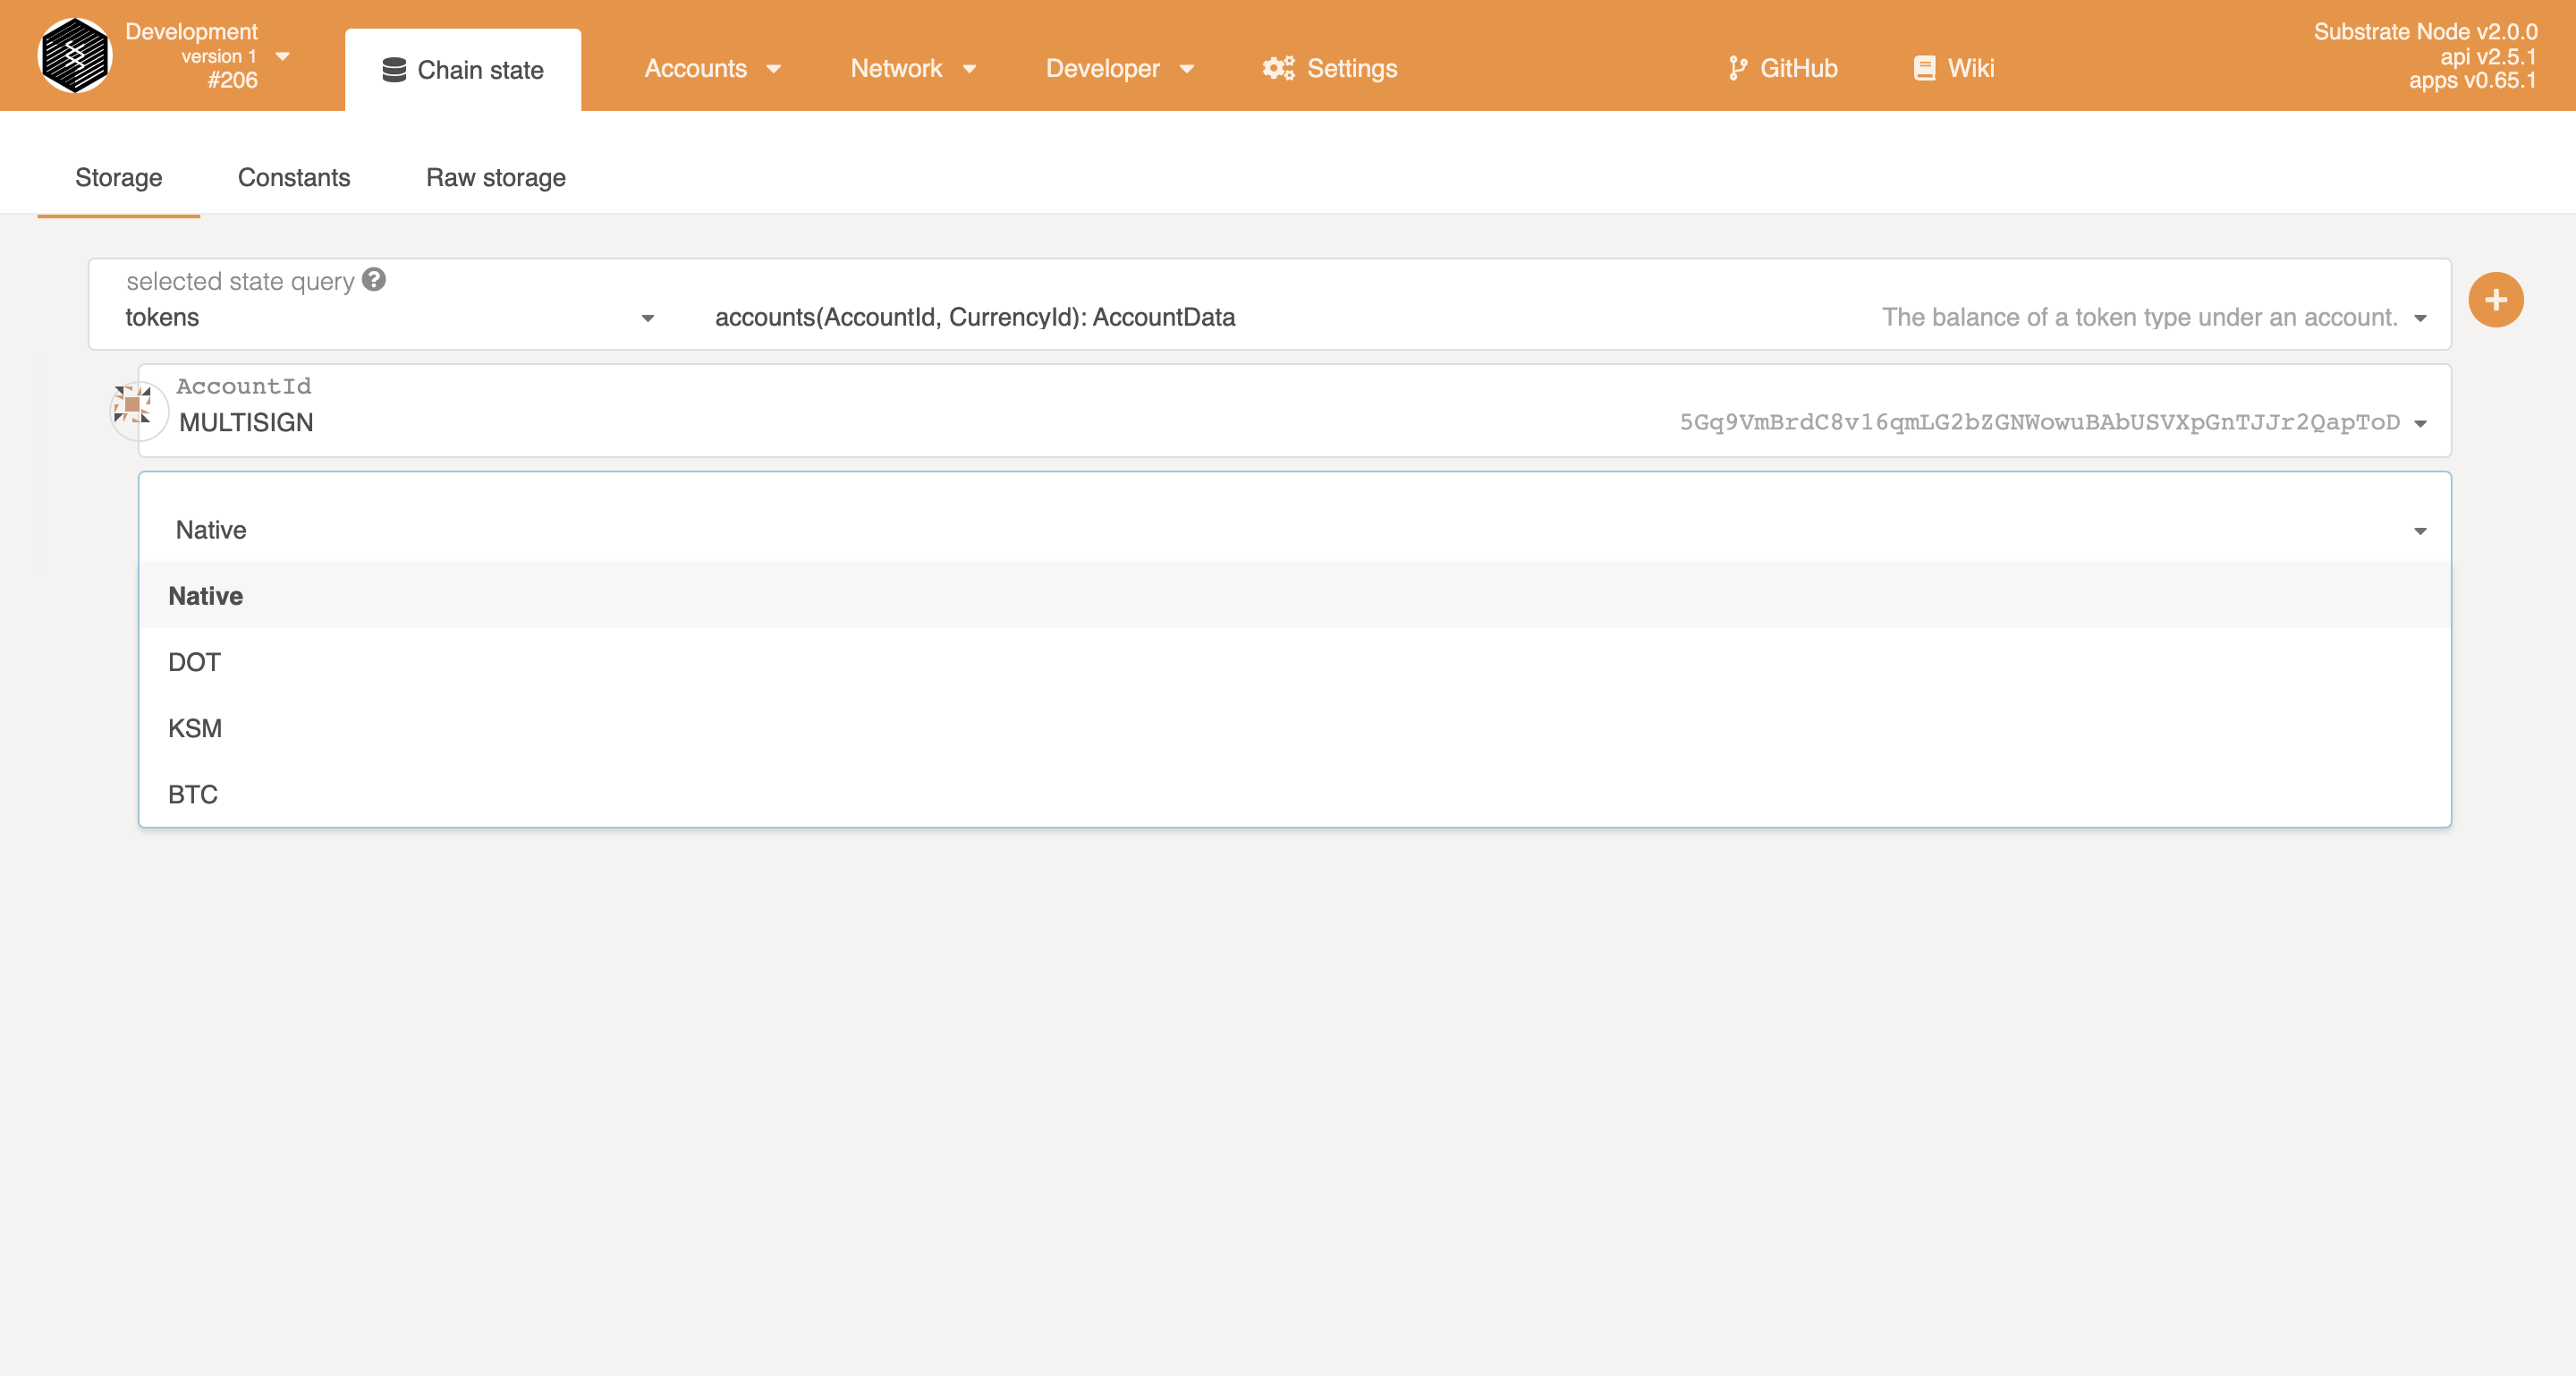 Development
version 1
#206
Chain state
Accounts
Network
Developer
Settings
GitHub
Wiki
Substrate Node v2.0.0
api v2.5.1
apps v0.65.1
Storage
Constants
Raw storage
selected state query
tokens
accounts(AccountId, CurrencyId): AccountData
The balance of a token type under an account.
AccountId
MULTISIGN
5Gq9VmBrdC8v16qmLG2bZGNWowuBAbUSVXpGnTJJr2QapToD
Native
Native
DOT
KSM
BTC